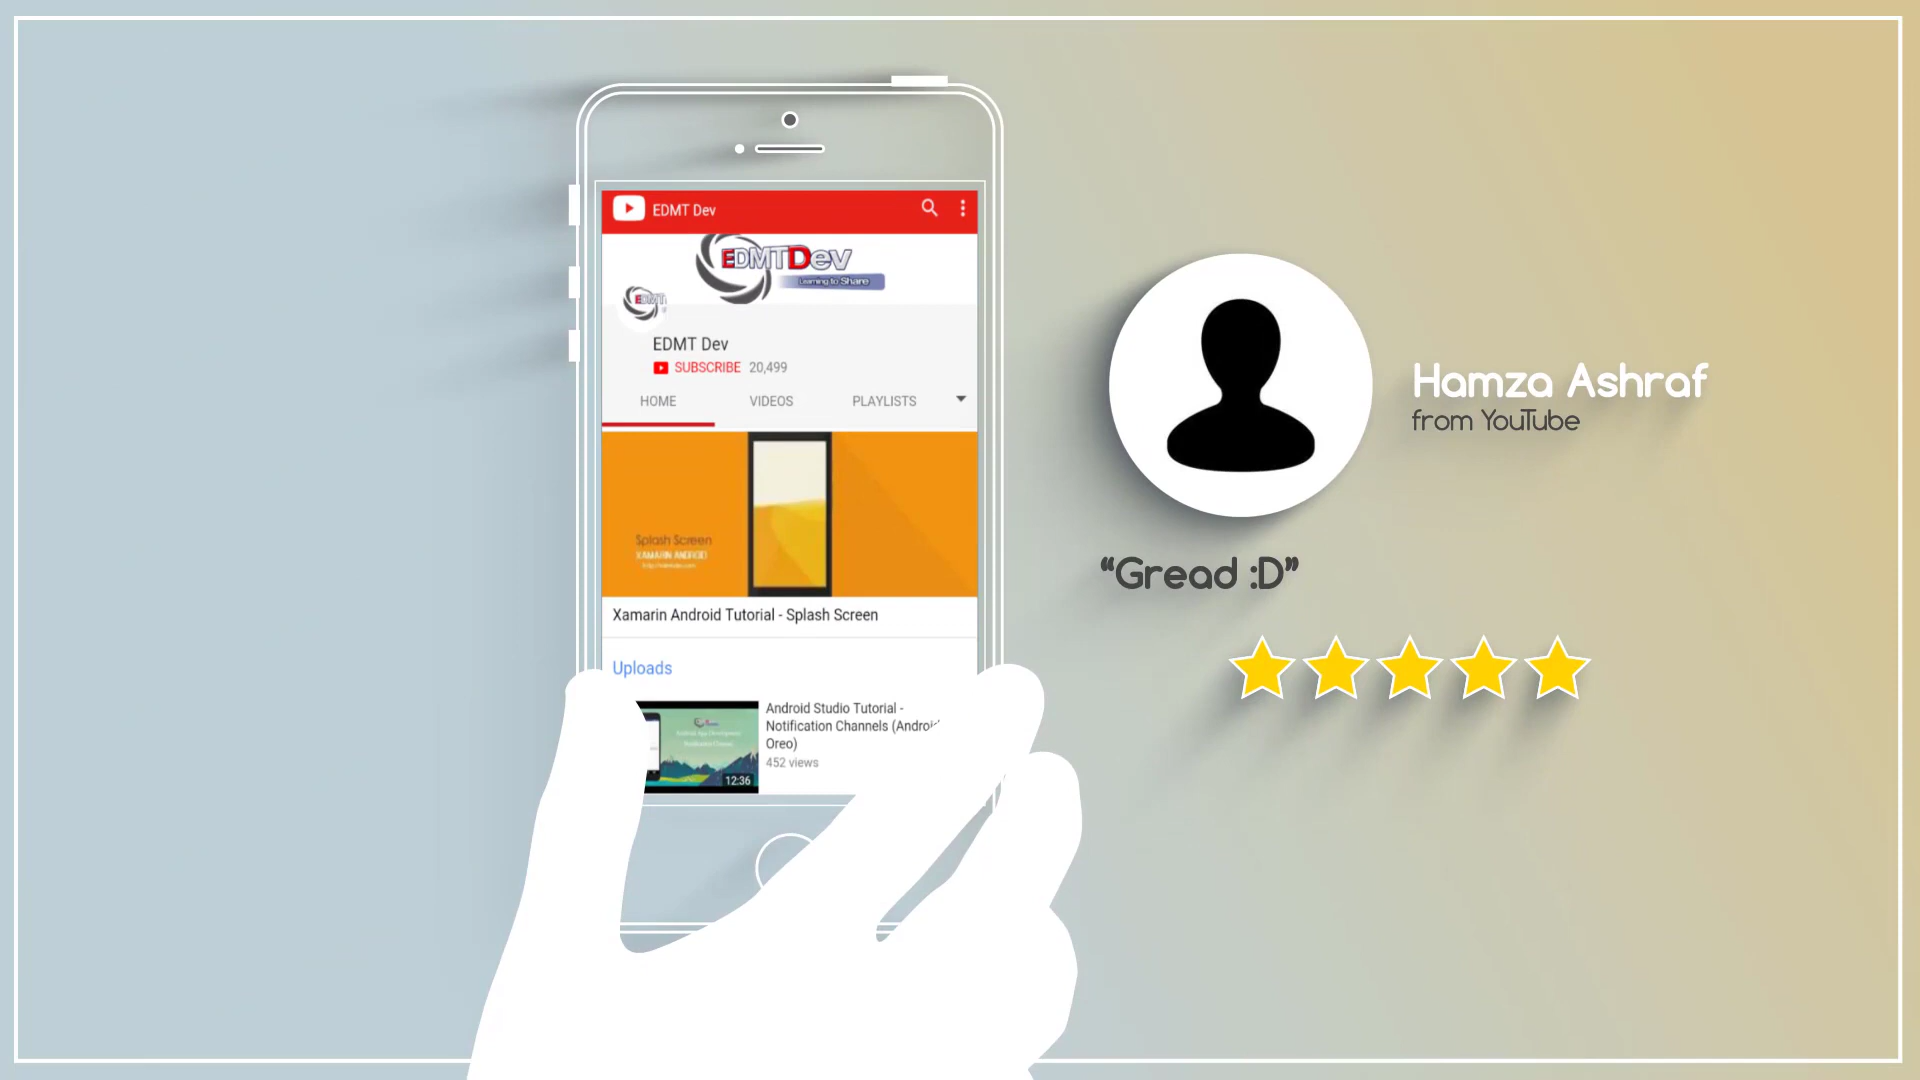 EDMT Dev
EDMTDev
Learning to Share
EDMT
EDMT Dev
SUBSCRIBE 20,499
HOME VIDEOS PLAYLISTS
Splash Screen
XAMARIN ANDROID
Xamarin Android Tutorial - Splash Screen
Uploads
Android Studio Tutorial -
Notification Channels (Android
Oreo)
452 views
12:36
Hamza Ashraf
from YouTube
“Gread :D”